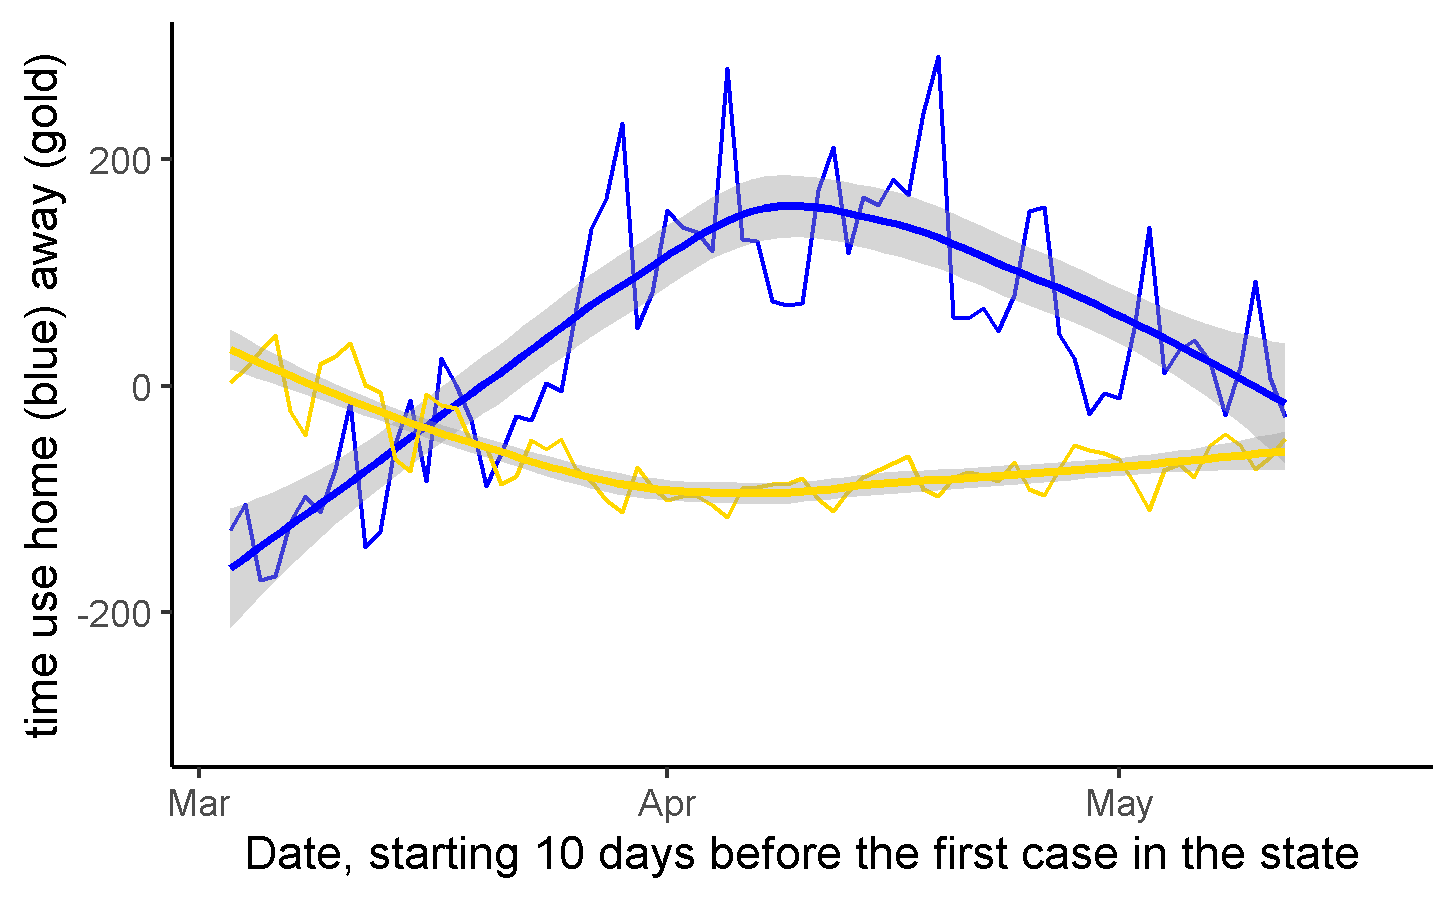 time use home (blue) away (gold)
200
0
-200
Mar
Apr
May
Date, starting 10 days before the first case in the state